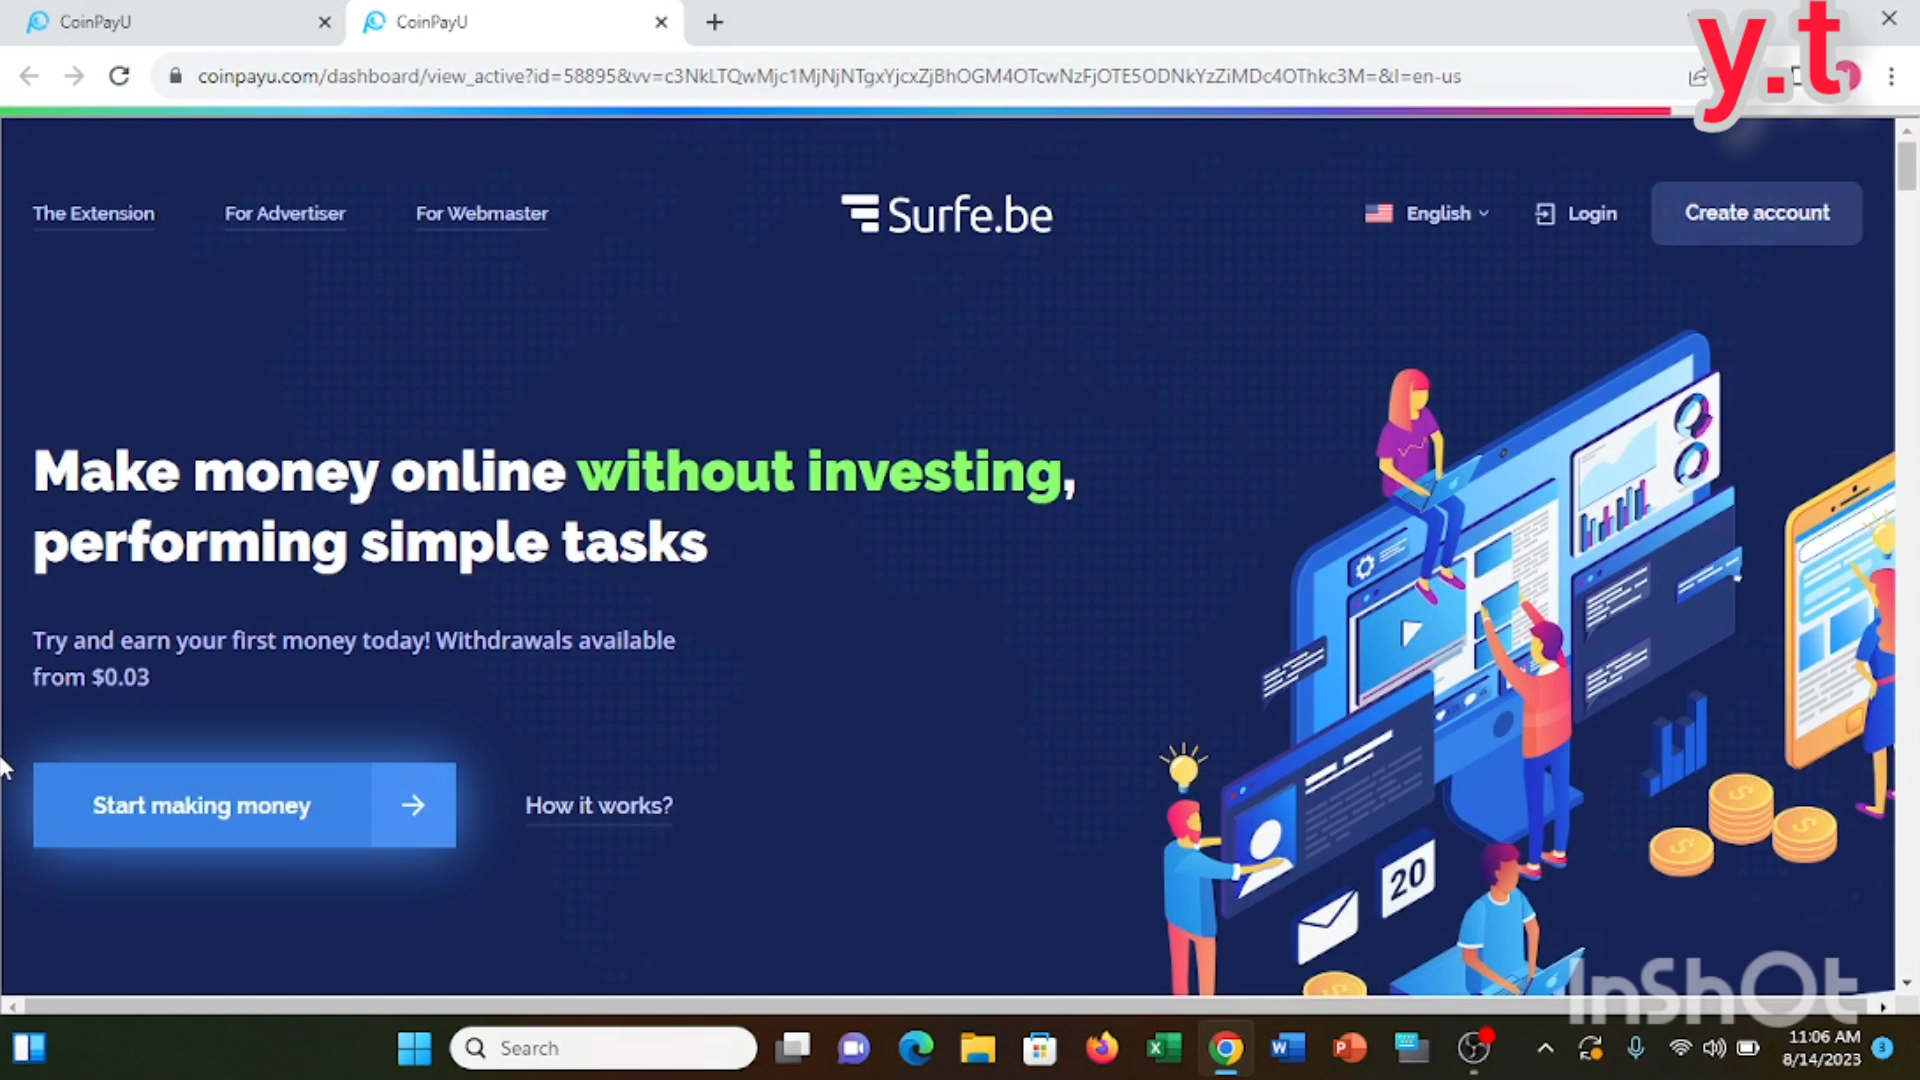 CoinPayU
CoinPayU
y.t
coinpayu.com/dashboard/view_active?id=58895&vv=c3NkLTQwMjc1MjNjNTgxYjcxZjBhOGM4OTcwNzFjOTE5ODNkYzZiMDc4OThkc3M=&l=en-us
The Extension
For Advertiser
For Webmaster
Surfe.be
English
Login
Create account
Make money online without investing,
performing simple tasks
Try and earn your first money today! Withdrawals available
from $0.03
Start making money
How it works?
20
InShOt
Search
11:06 AM
8/14/2023
3